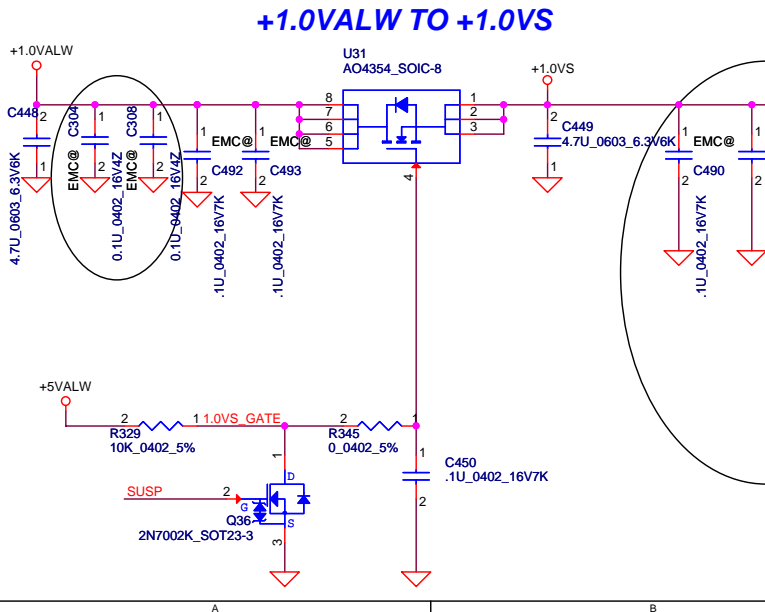 +1.0VALW TO +1.0VS
+1.0VALW
U31
AO4354_SOIC-8
+1.0VS
C448
2
1
4.7U_0603_6.3V6K
C304
1
2
EMC@
0.1U_0402_16V4Z
C308
1
2
EMC@
0.1U_0402_16V4Z
1
EMC@
C492
2
.1U_0402_16V7K
1
EMC@
C493
2
.1U_0402_16V7K
8
7
6
5
1
2
3
4
2
C449
4.7U_0603_6.3V6K
1
1
EMC@
C490
2
.1U_0402_16V7K
1
2
+5VALW
2
1
1.0VS_GATE
R329
10K_0402_5%
2
1
R345
0_0402_5%
1
C450
.1U_0402_16V7K
2
SUSP
2
1
D
G
S
Q36
2N7002K_SOT23-3
3
A
B